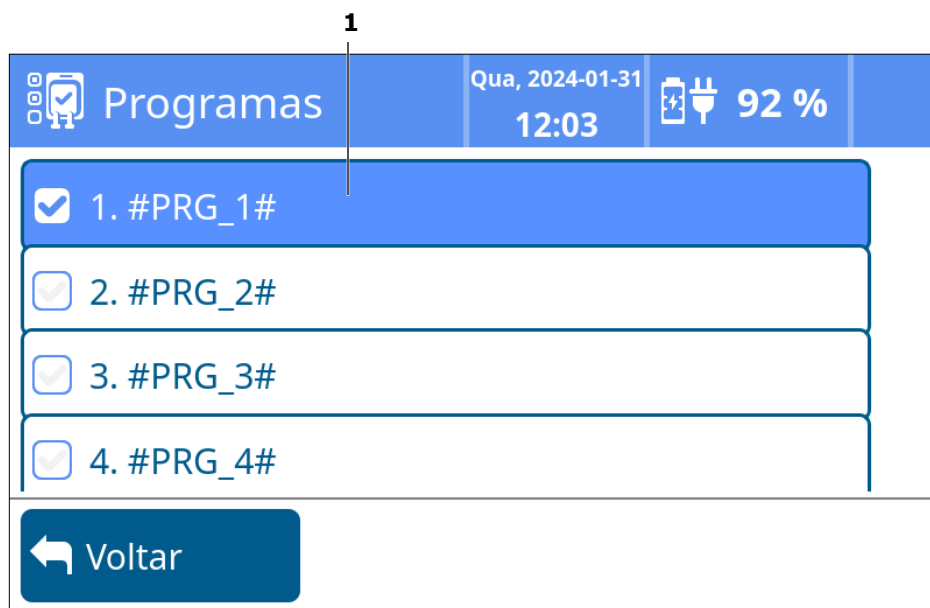 1
Programas
Qua, 2024-01-31
12:03
92 %
1. #PRG_1#
2. #PRG_2#
3. #PRG_3#
4. #PRG_4#
Voltar